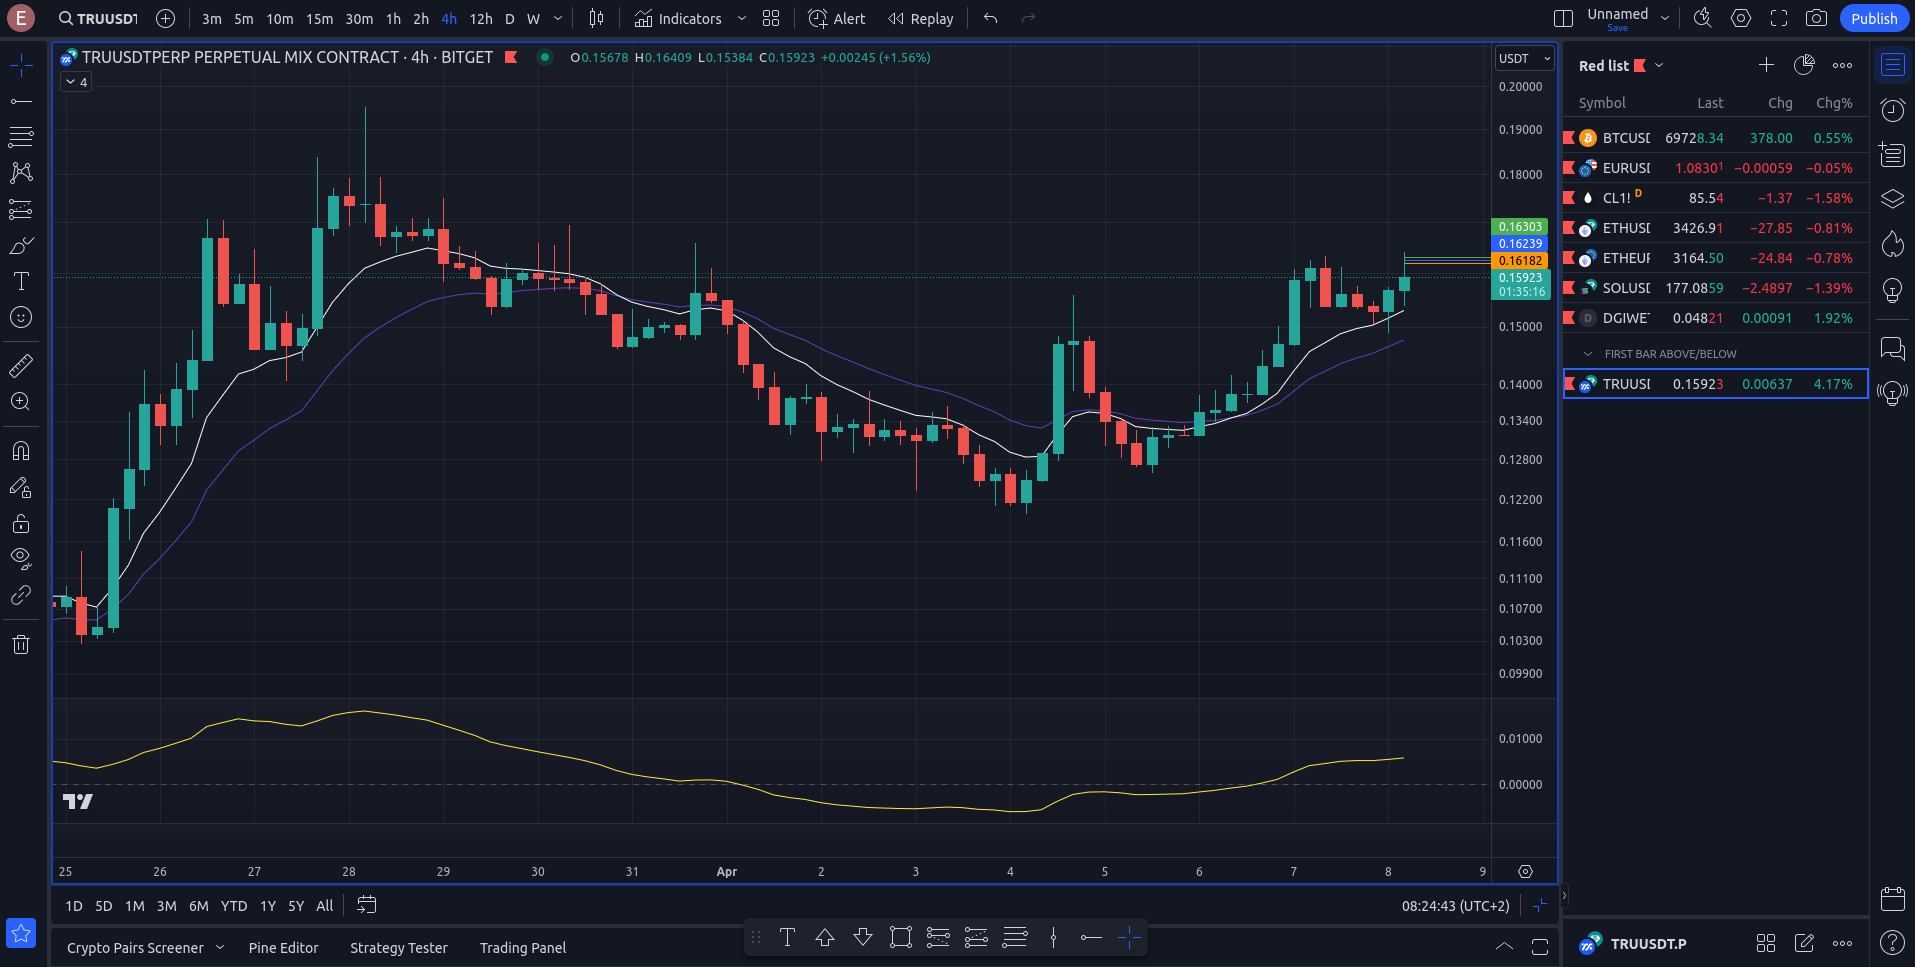 E
TRUUSDT
3m 5m 10m 15m 30m 1h 2h 4h 12h D W
Indicators
Alert
Replay
Unnamed
Save
Publish
TRUUSDTPERP PERPETUAL MIX CONTRACT · 4h · BITGET
O0.15678 H0.16409 L0.15384 C0.15923 +0.00245 (+1.56%)
4
USDT
0.20000
0.19000
0.18000
0.16303
0.16239
0.16182
0.15923
01:35:16
0.15000
0.14000
0.13400
0.12800
0.12200
0.11600
0.11100
0.10700
0.10300
0.09900
0.01000
0.00000
25 26 27 28 29 30 31 Apr 2 3 4 5 6 7 8 9
1D 5D 1M 3M 6M YTD 1Y 5Y All
08:24:43 (UTC+2)
Crypto Pairs Screener
Pine Editor
Strategy Tester
Trading Panel
Red list
Symbol Last Chg Chg%
BTCUSD 69728.34 378.00 0.55%
EURUSD 1.08301 −0.00059 −0.05%
CL1! D 85.54 −1.37 −1.58%
ETHUSD 3426.91 −27.85 −0.81%
ETHEUR 3164.50 −24.84 −0.78%
SOLUSD 177.0859 −2.4897 −1.39%
D DGIWE 0.04821 0.00091 1.92%
FIRST BAR ABOVE/BELOW
TRUUSD 0.15923 0.00637 4.17%
TRUUSDT.P